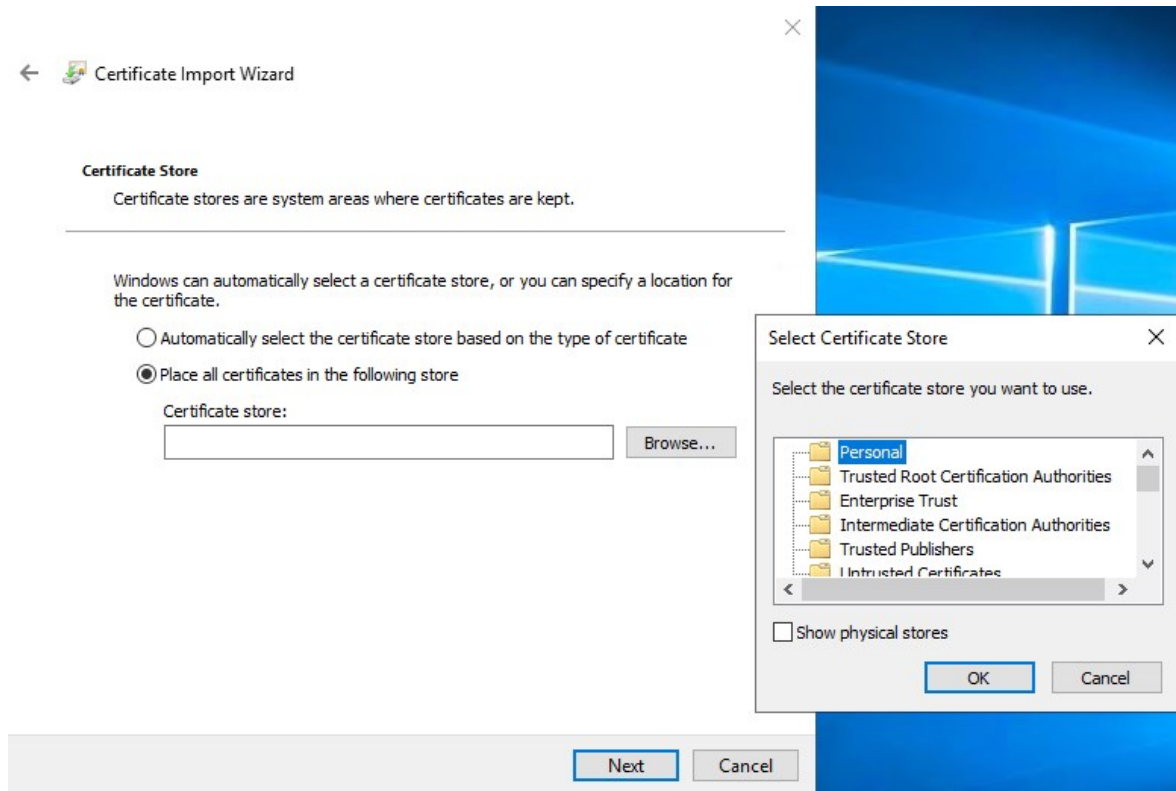 Certificate Import Wizard
Certificate Store
Certificate stores are system areas where certificates are kept.
Windows can automatically select a certificate store, or you can specify a location for
the certificate.
Automatically select the certificate store based on the type of certificate
Place all certificates in the following store
Certificate store:
Browse...
Next
Cancel
Select Certificate Store
Select the certificate store you want to use.
Personal
Trusted Root Certification Authorities
Enterprise Trust
Intermediate Certification Authorities
Trusted Publishers
Untrusted Certificates
Show physical stores
OK
Cancel